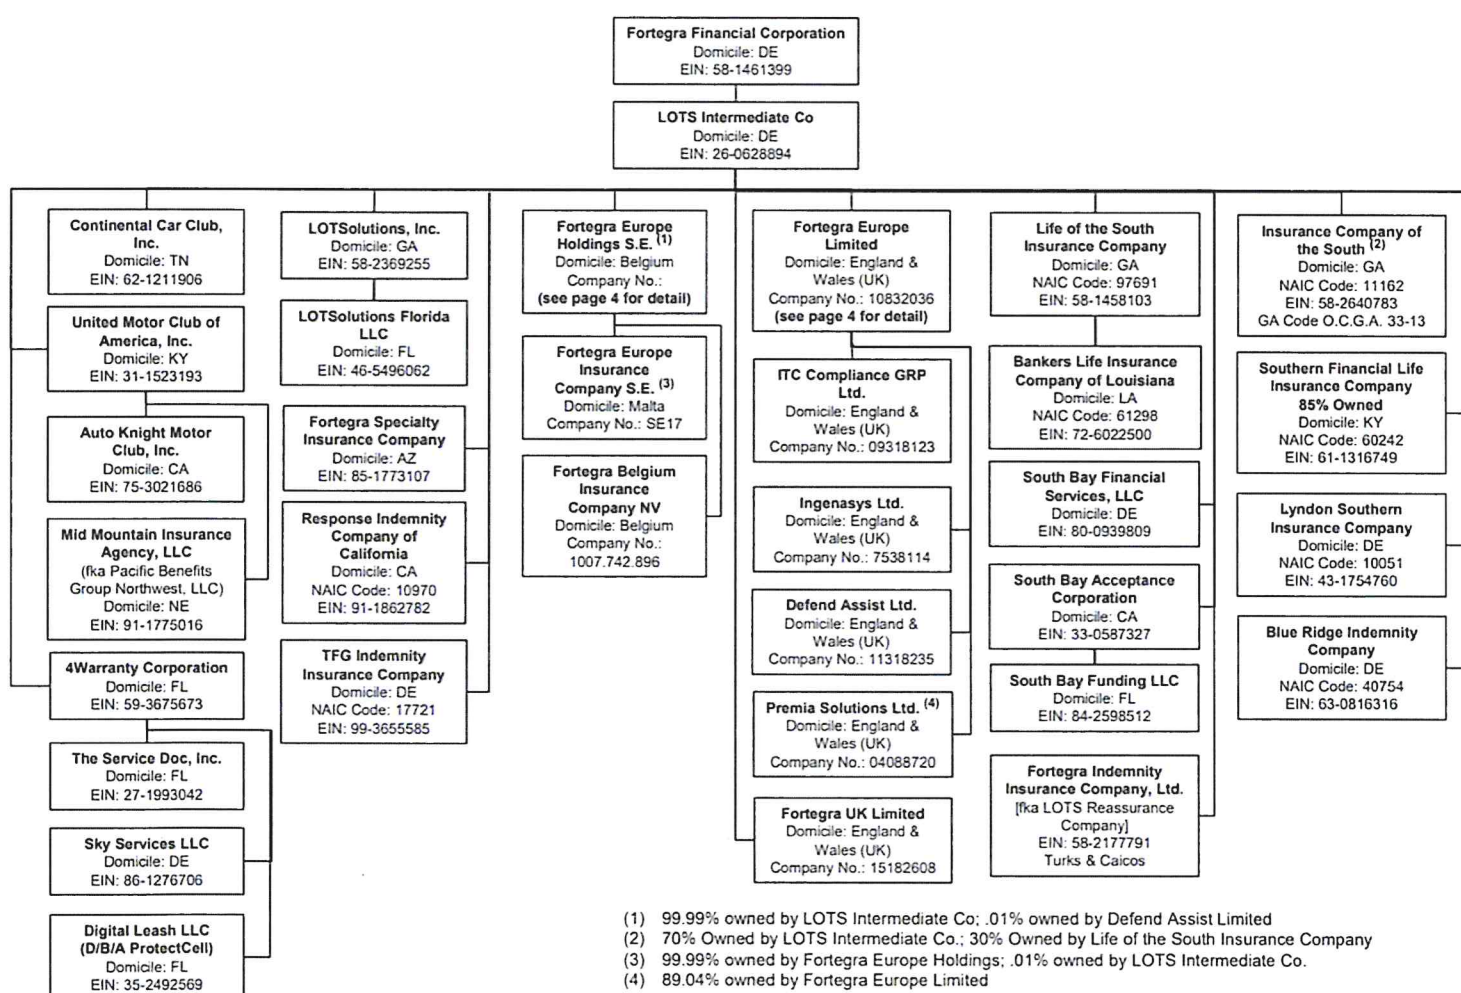 Fortegra Financial Corporation
Domicile: DE
EIN: 58-1461399
LOTS Intermediate Co
Domicile: DE
EIN: 26-0628894
Continental Car Club,
Inc.
Domicile: TN
EIN: 62-1211906
United Motor Club of
America, Inc.
Domicile: KY
EIN: 31-1523193
Auto Knight Motor
Club, Inc.
Domicile: CA
EIN: 75-3021686
Mid Mountain Insurance
Agency, LLC
(fka Pacific Benefits
Group Northwest, LLC)
Domicile: NE
EIN: 91-1775016
4Warranty Corporation
Domicile: FL
EIN: 59-3675673
The Service Doc, Inc.
Domicile: FL
EIN: 27-1993042
Sky Services LLC
Domicile: DE
EIN: 86-1276706
Digital Leash LLC
(D/B/A ProtectCell)
Domicile: FL
EIN: 35-2492569
LOTSolutions, Inc.
Domicile: GA
EIN: 58-2369255
LOTSolutions Florida
LLC
Domicile: FL
EIN: 46-5496062
Fortegra Specialty
Insurance Company
Domicile: AZ
EIN: 85-1773107
Response Indemnity
Company of
California
Domicile: CA
NAIC Code: 10970
EIN: 91-1862782
TFG Indemnity
Insurance Company
Domicile: DE
NAIC Code: 17721
EIN: 99-3655585
Fortegra Europe
Holdings S.E. (1)
Domicile: Belgium
Company No.:
(see page 4 for detail)
Fortegra Europe
Insurance
Company S.E. (3)
Domicile: Malta
Company No.: SE17
Fortegra Belgium
Insurance
Company NV
Domicile: Belgium
Company No.:
1007.742.896
Fortegra Europe
Limited
Domicile: England &
Wales (UK)
Company No.: 10832036
(see page 4 for detail)
ITC Compliance GRP
Ltd.
Domicile: England &
Wales (UK)
Company No.: 09318123
Ingenasys Ltd.
Domicile: England &
Wales (UK)
Company No.: 7538114
Defend Assist Ltd.
Domicile: England &
Wales (UK)
Company No.: 11318235
Premia Solutions Ltd. (4)
Domicile: England &
Wales (UK)
Company No.: 04088720
Fortegra UK Limited
Domicile: England &
Wales (UK)
Company No.: 15182608
Life of the South
Insurance Company
Domicile: GA
NAIC Code: 97691
EIN: 58-1458103
Bankers Life Insurance
Company of Louisiana
Domicile: LA
NAIC Code: 61298
EIN: 72-6022500
South Bay Financial
Services, LLC
Domicile: DE
EIN: 80-0939809
South Bay Acceptance
Corporation
Domicile: CA
EIN: 33-0587327
South Bay Funding LLC
Domicile: FL
EIN: 84-2598512
Fortegra Indemnity
Insurance Company, Ltd.
[fka LOTS Reassurance
Company]
EIN: 58-2177791
Turks & Caicos
Insurance Company of
the South (2)
Domicile: GA
NAIC Code: 11162
EIN: 58-2640783
GA Code O.C.G.A. 33-13
Southern Financial Life
Insurance Company
85% Owned
Domicile: KY
NAIC Code: 60242
EIN: 61-1316749
Lyndon Southern
Insurance Company
Domicile: DE
NAIC Code: 10051
EIN: 43-1754760
Blue Ridge Indemnity
Company
Domicile: DE
NAIC Code: 40754
EIN: 63-0816316
(1) 99.99% owned by LOTS Intermediate Co; .01% owned by Defend Assist Limited
(2) 70% Owned by LOTS Intermediate Co.; 30% Owned by Life of the South Insurance Company
(3) 99.99% owned by Fortegra Europe Holdings; .01% owned by LOTS Intermediate Co.
(4) 89.04% owned by Fortegra Europe Limited